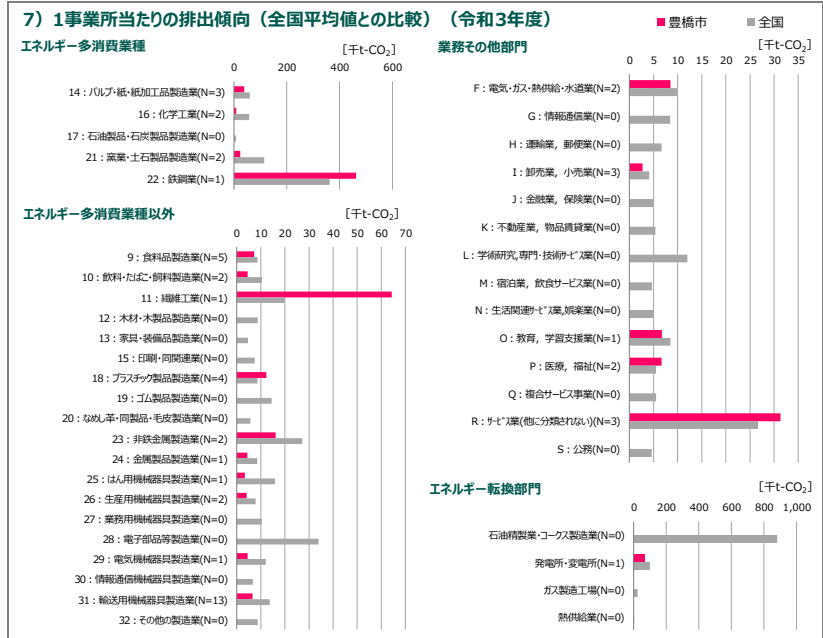 7）1事業所当たりの排出傾向（全国平均値との比較）（令和３年度）
豊橋市 全国
エネルギー多消費業種
[千t-CO₂]
0 200 400 600
14：パルプ・紙・紙加工品製造業(N=3)
16：化学工業(N=2)
17：石油製品・石炭製品製造業(N=0)
21：窯業・土石製品製造業(N=2)
22：鉄鋼業(N=1)
エネルギー多消費業種以外
[千t-CO₂]
0 10 20 30 40 50 60 70
9：食料品製造業(N=5)
10：飲料・たばこ・飼料製造業(N=2)
11：繊維工業(N=1)
12：木材・木製品製造業(N=0)
13：家具・装備品製造業(N=0)
15：印刷・同関連業(N=0)
18：プラスチック製品製造業(N=4)
19：ゴム製品製造業(N=0)
20：なめし革・同製品・毛皮製造業(N=0)
23：非鉄金属製造業(N=2)
24：金属製品製造業(N=1)
25：はん用機械器具製造業(N=1)
26：生産用機械器具製造業(N=2)
27：業務用機械器具製造業(N=0)
28：電子部品等製造業(N=0)
29：電気機械器具製造業(N=1)
30：情報通信機械器具製造業(N=0)
31：輸送用機械器具製造業(N=13)
32：その他の製造業(N=0)
業務その他部門
[千t-CO₂]
0 5 10 15 20 25 30 35
F：電気・ガス・熱供給・水道業(N=2)
G：情報通信業(N=0)
H：運輸業，郵便業(N=0)
I：卸売業，小売業(N=3)
J：金融業，保険業(N=0)
K：不動産業，物品賃貸業(N=0)
L：学術研究,専門・技術サービス業(N=0)
M：宿泊業，飲食サービス業(N=0)
N：生活関連サービス業,娯楽業(N=0)
O：教育，学習支援業(N=1)
P：医療，福祉(N=2)
Q：複合サービス事業(N=0)
R：サービス業(他に分類されない)(N=3)
S：公務(N=0)
エネルギー転換部門
[千t-CO₂]
0 200 400 600 800 1,000
石油精製業・コークス製造業(N=0)
発電所・変電所(N=1)
ガス製造工場(N=0)
熱供給業(N=0)